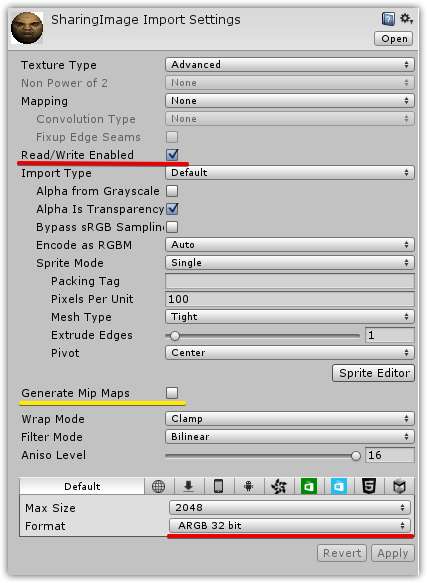 SharingImage Import Settings
Open
Texture Type Advanced
Non Power of 2 None
Mapping None
Convolution Type None
Fixup Edge Seams
Read/Write Enabled
Import Type Default
Alpha from Grayscale
Alpha Is Transparency
Bypass sRGB Sampling
Encode as RGBM Auto
Sprite Mode Single
Packing Tag
Pixels Per Unit 100
Mesh Type Tight
Extrude Edges 1
Pivot Center
Sprite Editor
Generate Mip Maps
Wrap Mode Clamp
Filter Mode Bilinear
Aniso Level 16
Default
Max Size 2048
Format ARGB 32 bit
Revert Apply